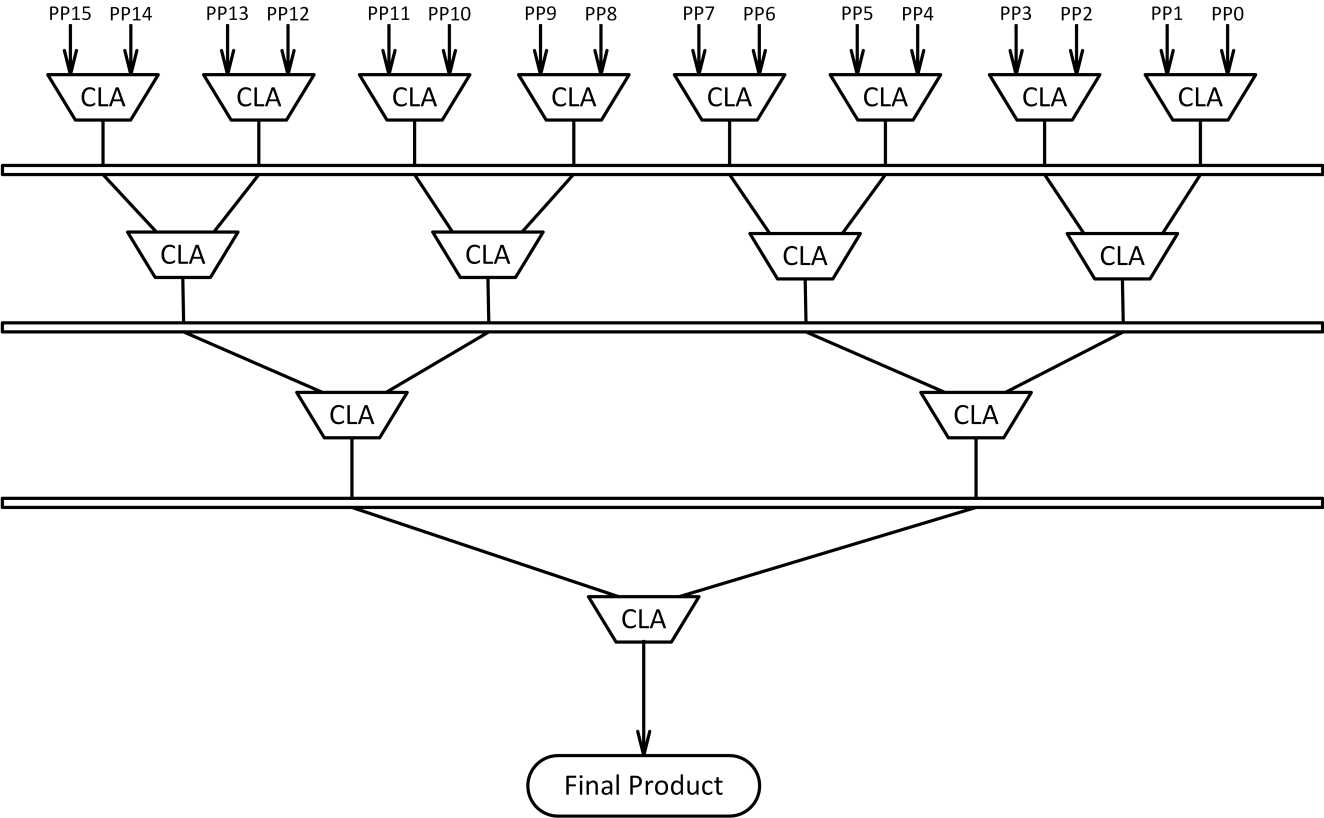 PP15 PP14 PP13 PP12 PP11 PP10 PP9 PP8 PP7 PP6 PP5 PP4 PP3 PP2 PP1 PP0
CLA CLA CLA CLA CLA CLA CLA CLA
CLA CLA CLA CLA
CLA CLA
CLA
Final Product